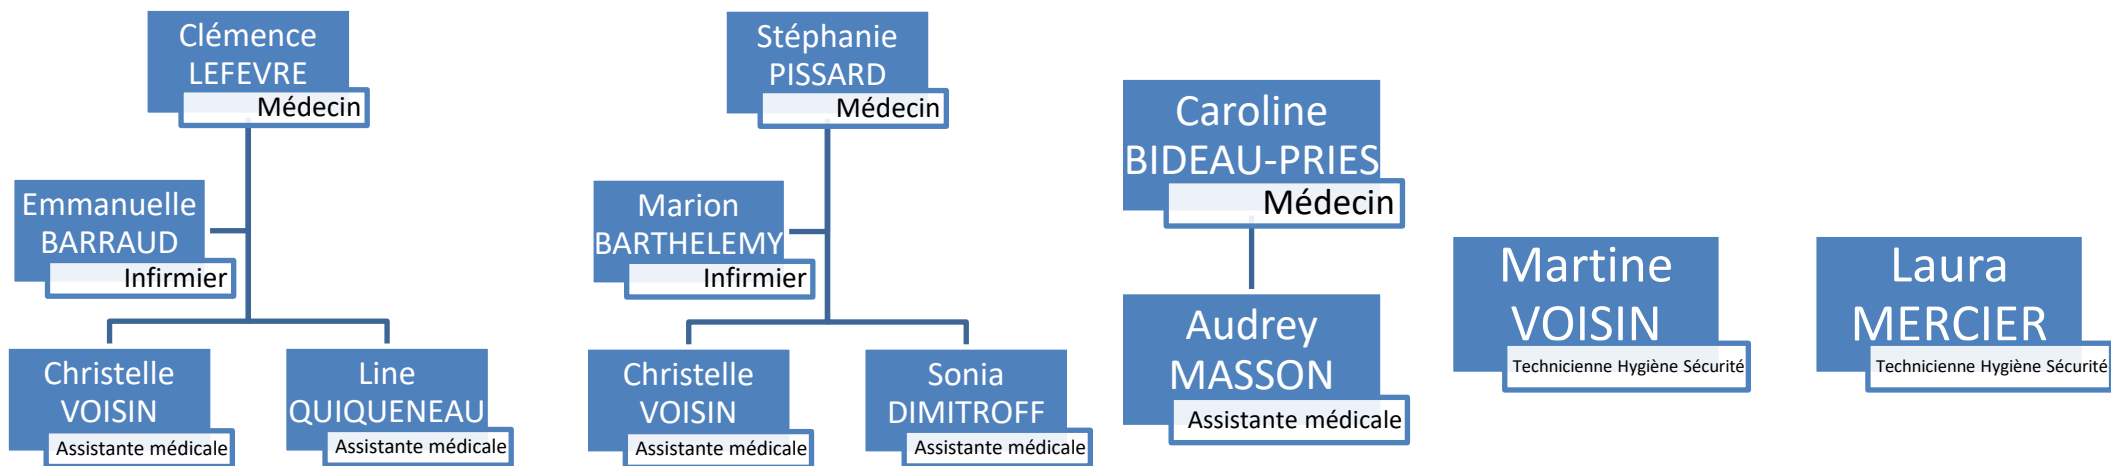 Clémence
LEFEVRE
Médecin
Emmanuelle
BARRAUD
Infirmier
Christelle
VOISIN
Assistante médicale
Line
QUIQUENEAU
Assistante médicale
Stéphanie
PISSARD
Médecin
Marion
BARTHELEMY
Infirmier
Christelle
VOISIN
Assistante médicale
Sonia
DIMITROFF
Assistante médicale
Caroline
BIDEAU-PRIES
Médecin
Audrey
MASSON
Assistante médicale
Martine
VOISIN
Technicienne Hygiène Sécurité
Laura
MERCIER
Technicienne Hygiène Sécurité